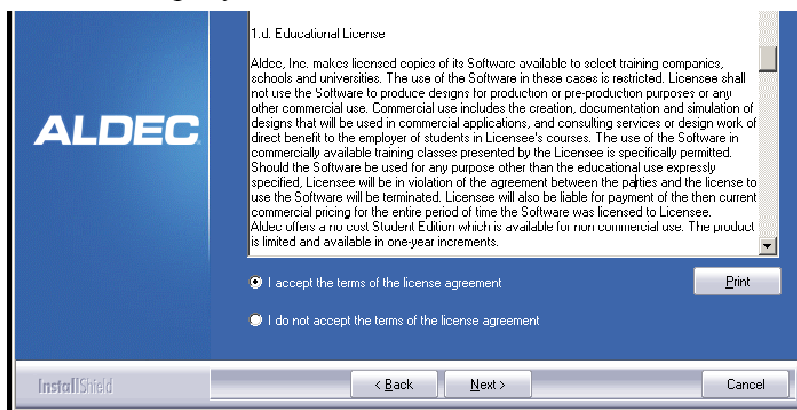 1.d. Educational License
Aldec, Inc. makes licensed copies of its Software available to select training companies,
schools and universities. The use of the Software in these cases is restricted. Licensee shall
not use the Software to produce designs for production or pre-production purposes or any
other commercial use. Commercial use includes the creation, documentation and simulation of
designs that will be used in commercial applications, and consulting services or design work of
direct benefit to the employer of students in Licensee's courses. The use of the Software in
commercially available training classes presented by the Licensee is specifically permitted.
Should the Software be used for any purpose other than the educational use expressly
specified, Licensee will be in violation of the agreement between the parties and the license to
use the Software will be terminated. Licensee will also be liable for payment of the then current
commercial pricing for the entire period of time the Software was licensed to Licensee.
Aldec offers a no cost Student Edition which is available for non commercial use. The product
is limited and available in one-year increments.
ALDEC
I accept the terms of the license agreement
Print
I do not accept the terms of the license agreement
InstallShield
< Back
Next >
Cancel